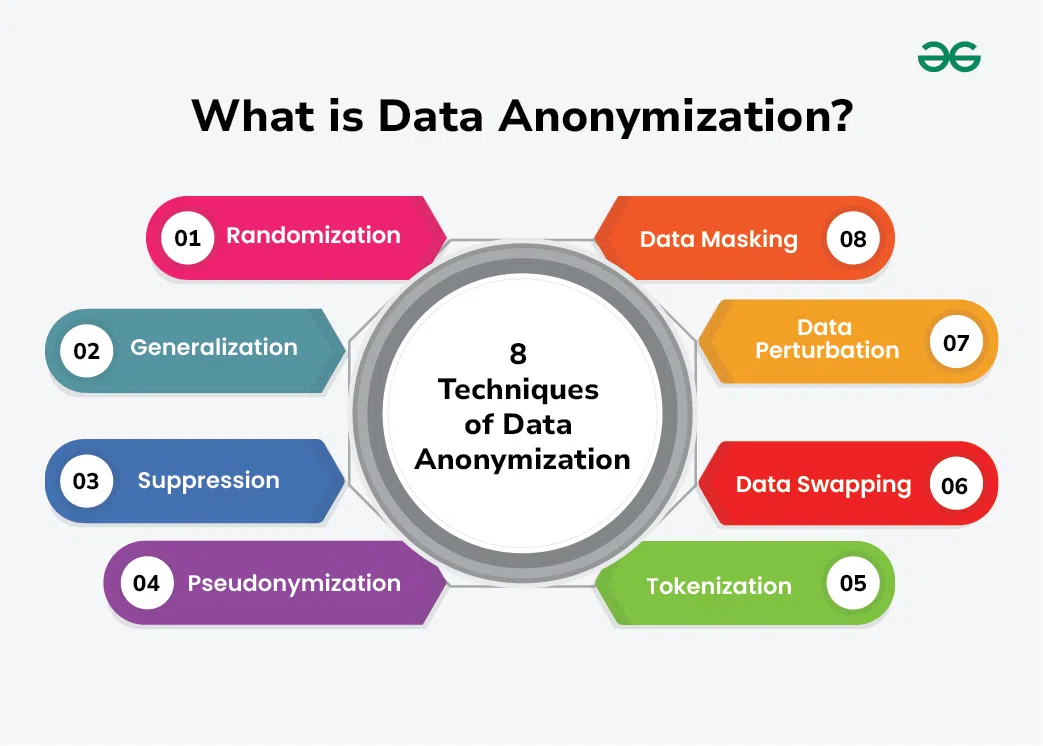 What is Data Anonymization?
01 Randomization
02 Generalization
03 Suppression
04 Pseudonymization
8
Techniques
of Data
Anonymization
Data Masking 08
Data
Perturbation 07
Data Swapping 06
Tokenization 05